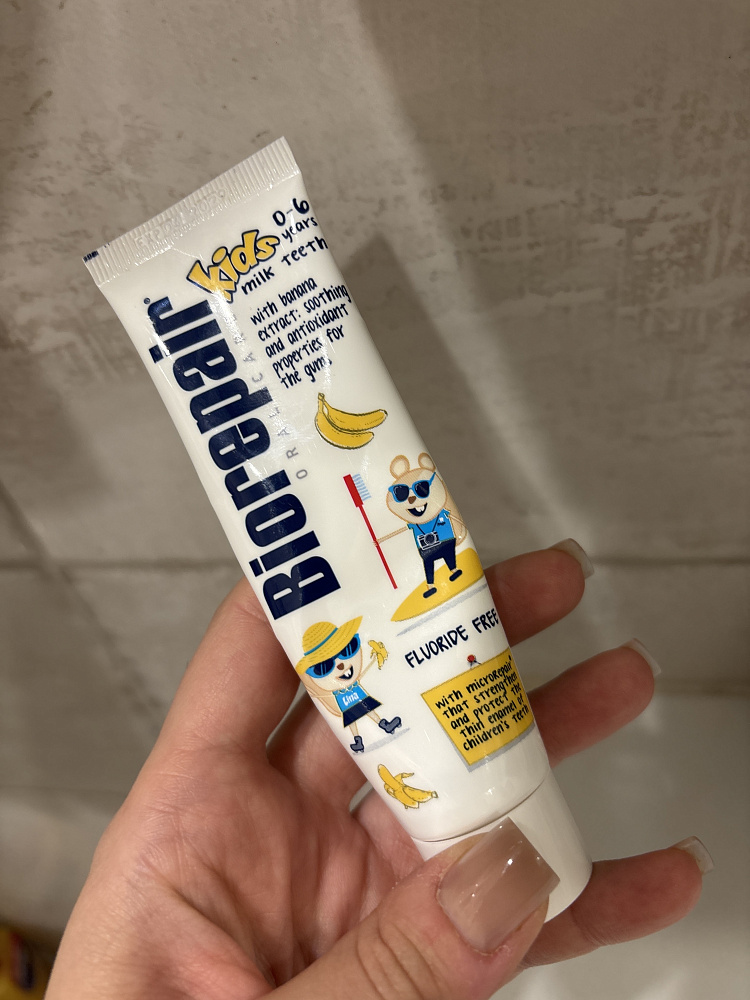 kids
0-6
years
milk teeth
Biorepair®
ORAL CARE
with banana
extract: soothing
and antioxidant
properties for
the gums
FLUORIDE FREE
with microRepair®
that strengthen
and protect the
thin enamel of
children's teeth